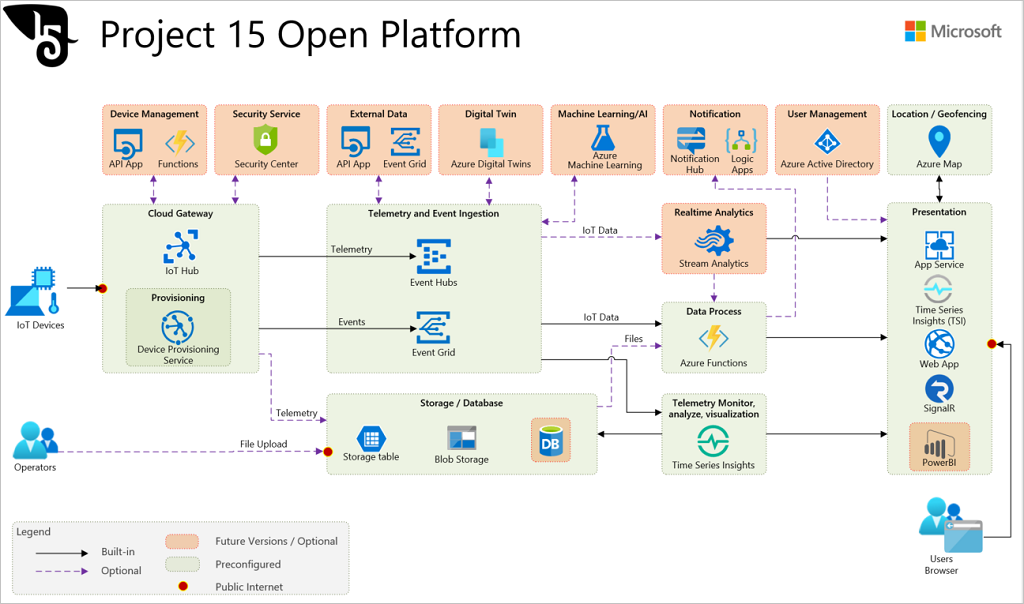 15
Project 15 Open Platform
Microsoft
Device Management
API App
Functions
Security Service
Security Center
External Data
API App
Event Grid
Digital Twin
Azure Digital Twins
Machine Learning/AI
Azure
Machine Learning
Notification
Notification
Hub
Logic
Apps
User Management
Azure Active Directory
Location / Geofencing
Azure Map
Cloud Gateway
IoT Hub
Provisioning
Device Provisioning
Service
IoT Devices
Telemetry
Events
Telemetry and Event Ingestion
Event Hubs
Event Grid
IoT Data
IoT Data
Files
Realtime Analytics
Stream Analytics
Data Process
Azure Functions
Presentation
App Service
Time Series
Insights (TSI)
Web App
SignalR
PowerBI
Telemetry
Operators
File Upload
Storage / Database
Storage table
Blob Storage
DB
Telemetry Monitor,
analyze, visualization
Time Series Insights
Users
Browser
Legend
Built-in
Optional
Future Versions / Optional
Preconfigured
Public Internet